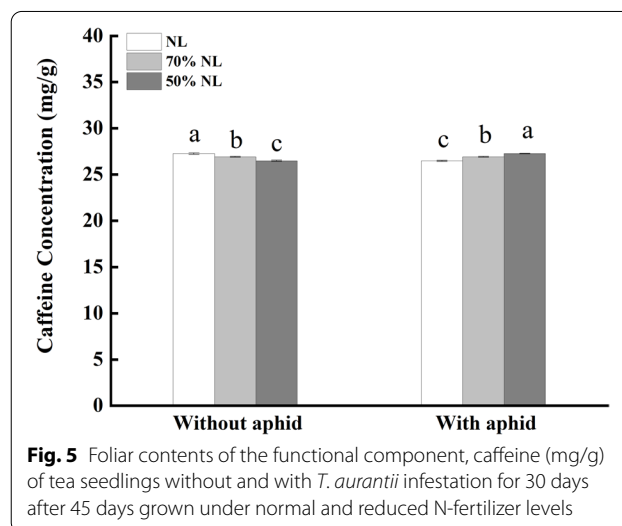 40
35
30
25
20
15
10
5
0
Caffeine Concentration (mg/g)
NL
70% NL
50% NL
a b c c b a
Without aphid With aphid
Fig. 5 Foliar contents of the functional component, caffeine (mg/g)
of tea seedlings without and with T. aurantii infestation for 30 days
after 45 days grown under normal and reduced N-fertilizer levels